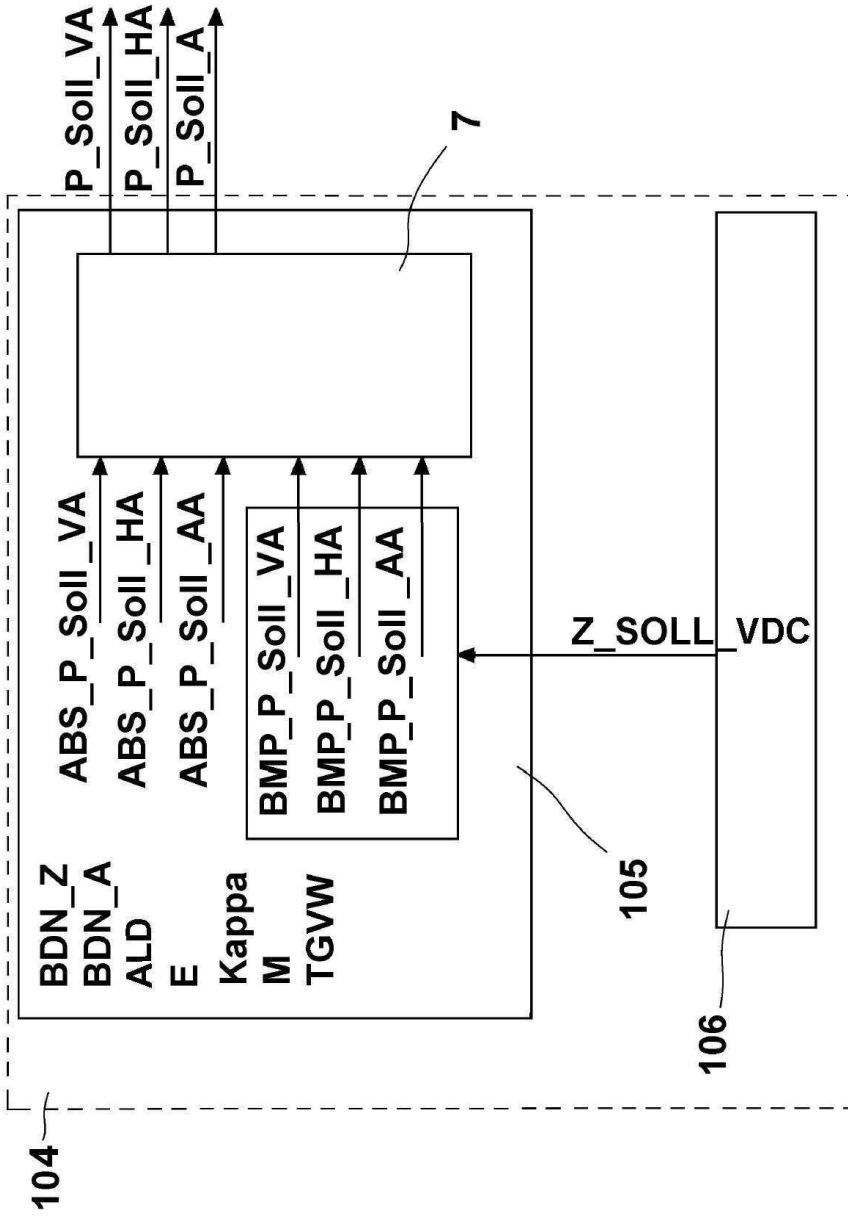 104
BDN_Z
BDN_A
ALD
E
Kappa
M
TGVW
ABS_P_Soll_VA
ABS_P_Soll_HA
ABS_P_Soll_AA
BMP_P_Soll_VA
BMP_P_Soll_HA
BMP_P_Soll_AA
P_Soll_VA
P_Soll_HA
P_Soll_A
7
105
Z_SOLL_VDC
106